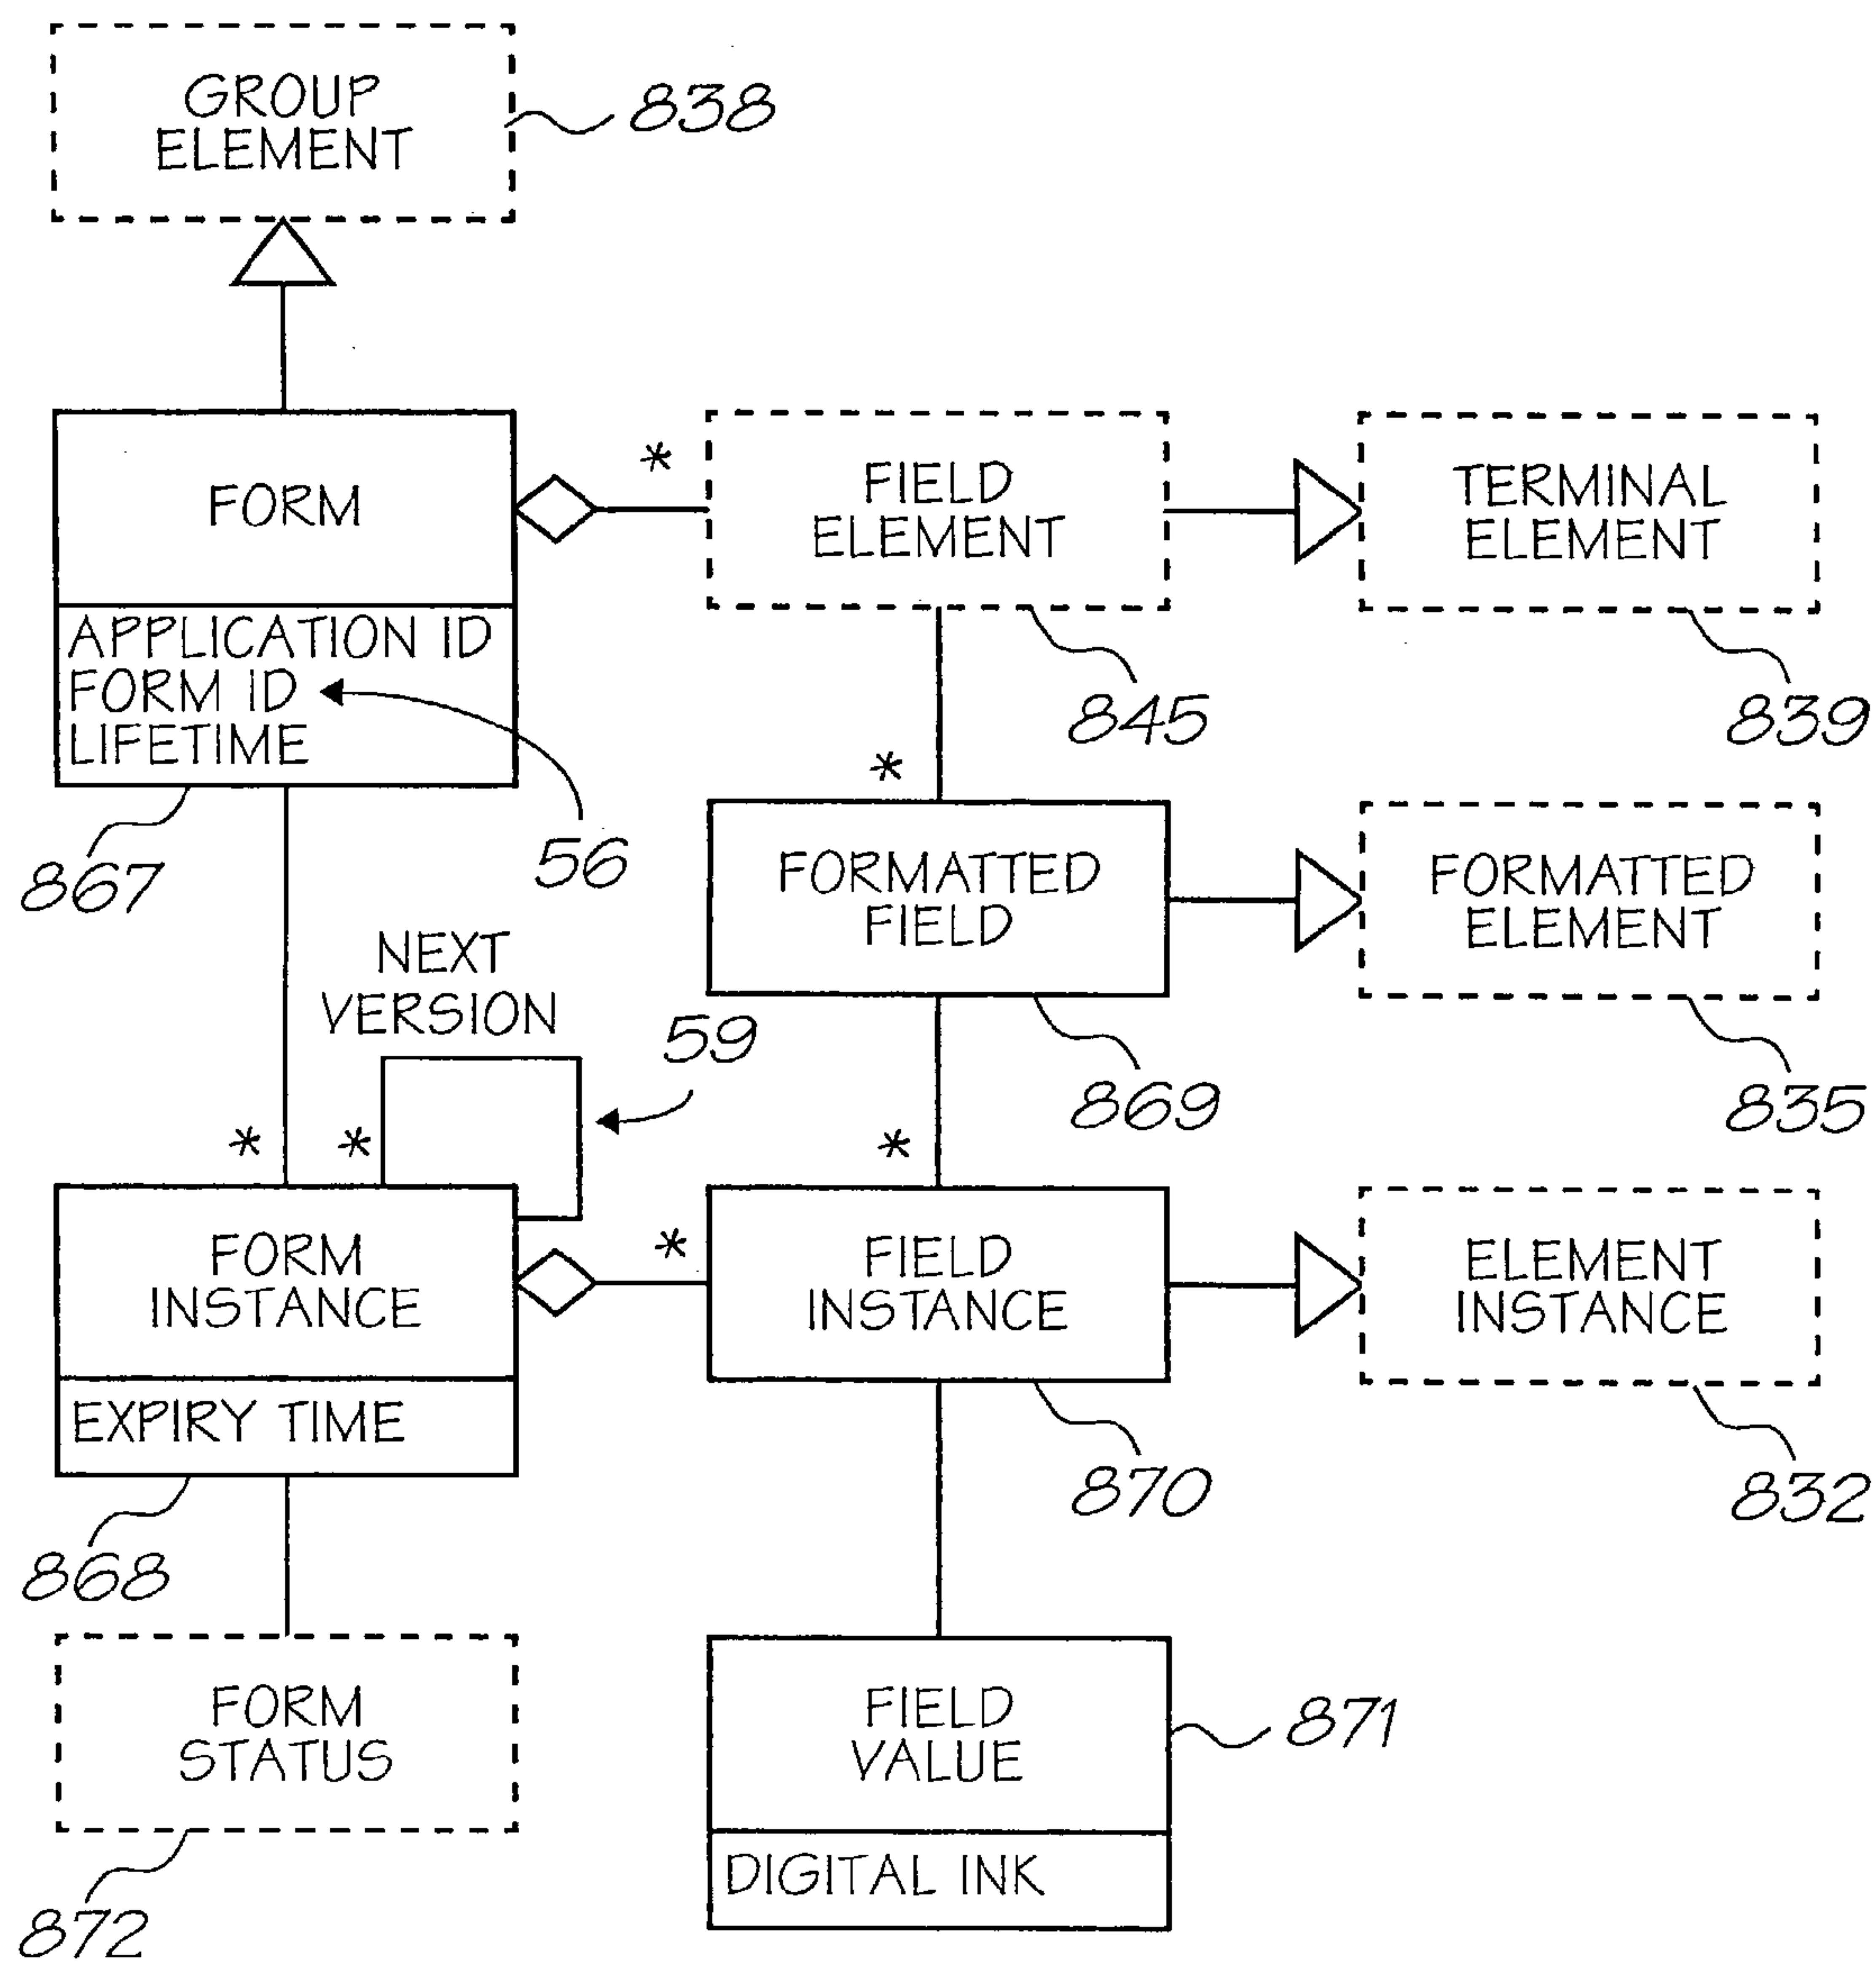 GROUP
ELEMENT
838
FORM
*
FIELD
ELEMENT
TERMINAL
ELEMENT
APPLICATION ID
FORM ID
LIFETIME
845
839
867
56
*
FORMATTED
FIELD
FORMATTED
ELEMENT
NEXT
VERSION
59
869
835
*
*
*
FORM
INSTANCE
*
FIELD
INSTANCE
ELEMENT
INSTANCE
EXPIRY TIME
870
832
868
FORM
STATUS
FIELD
VALUE
871
DIGITAL INK
872